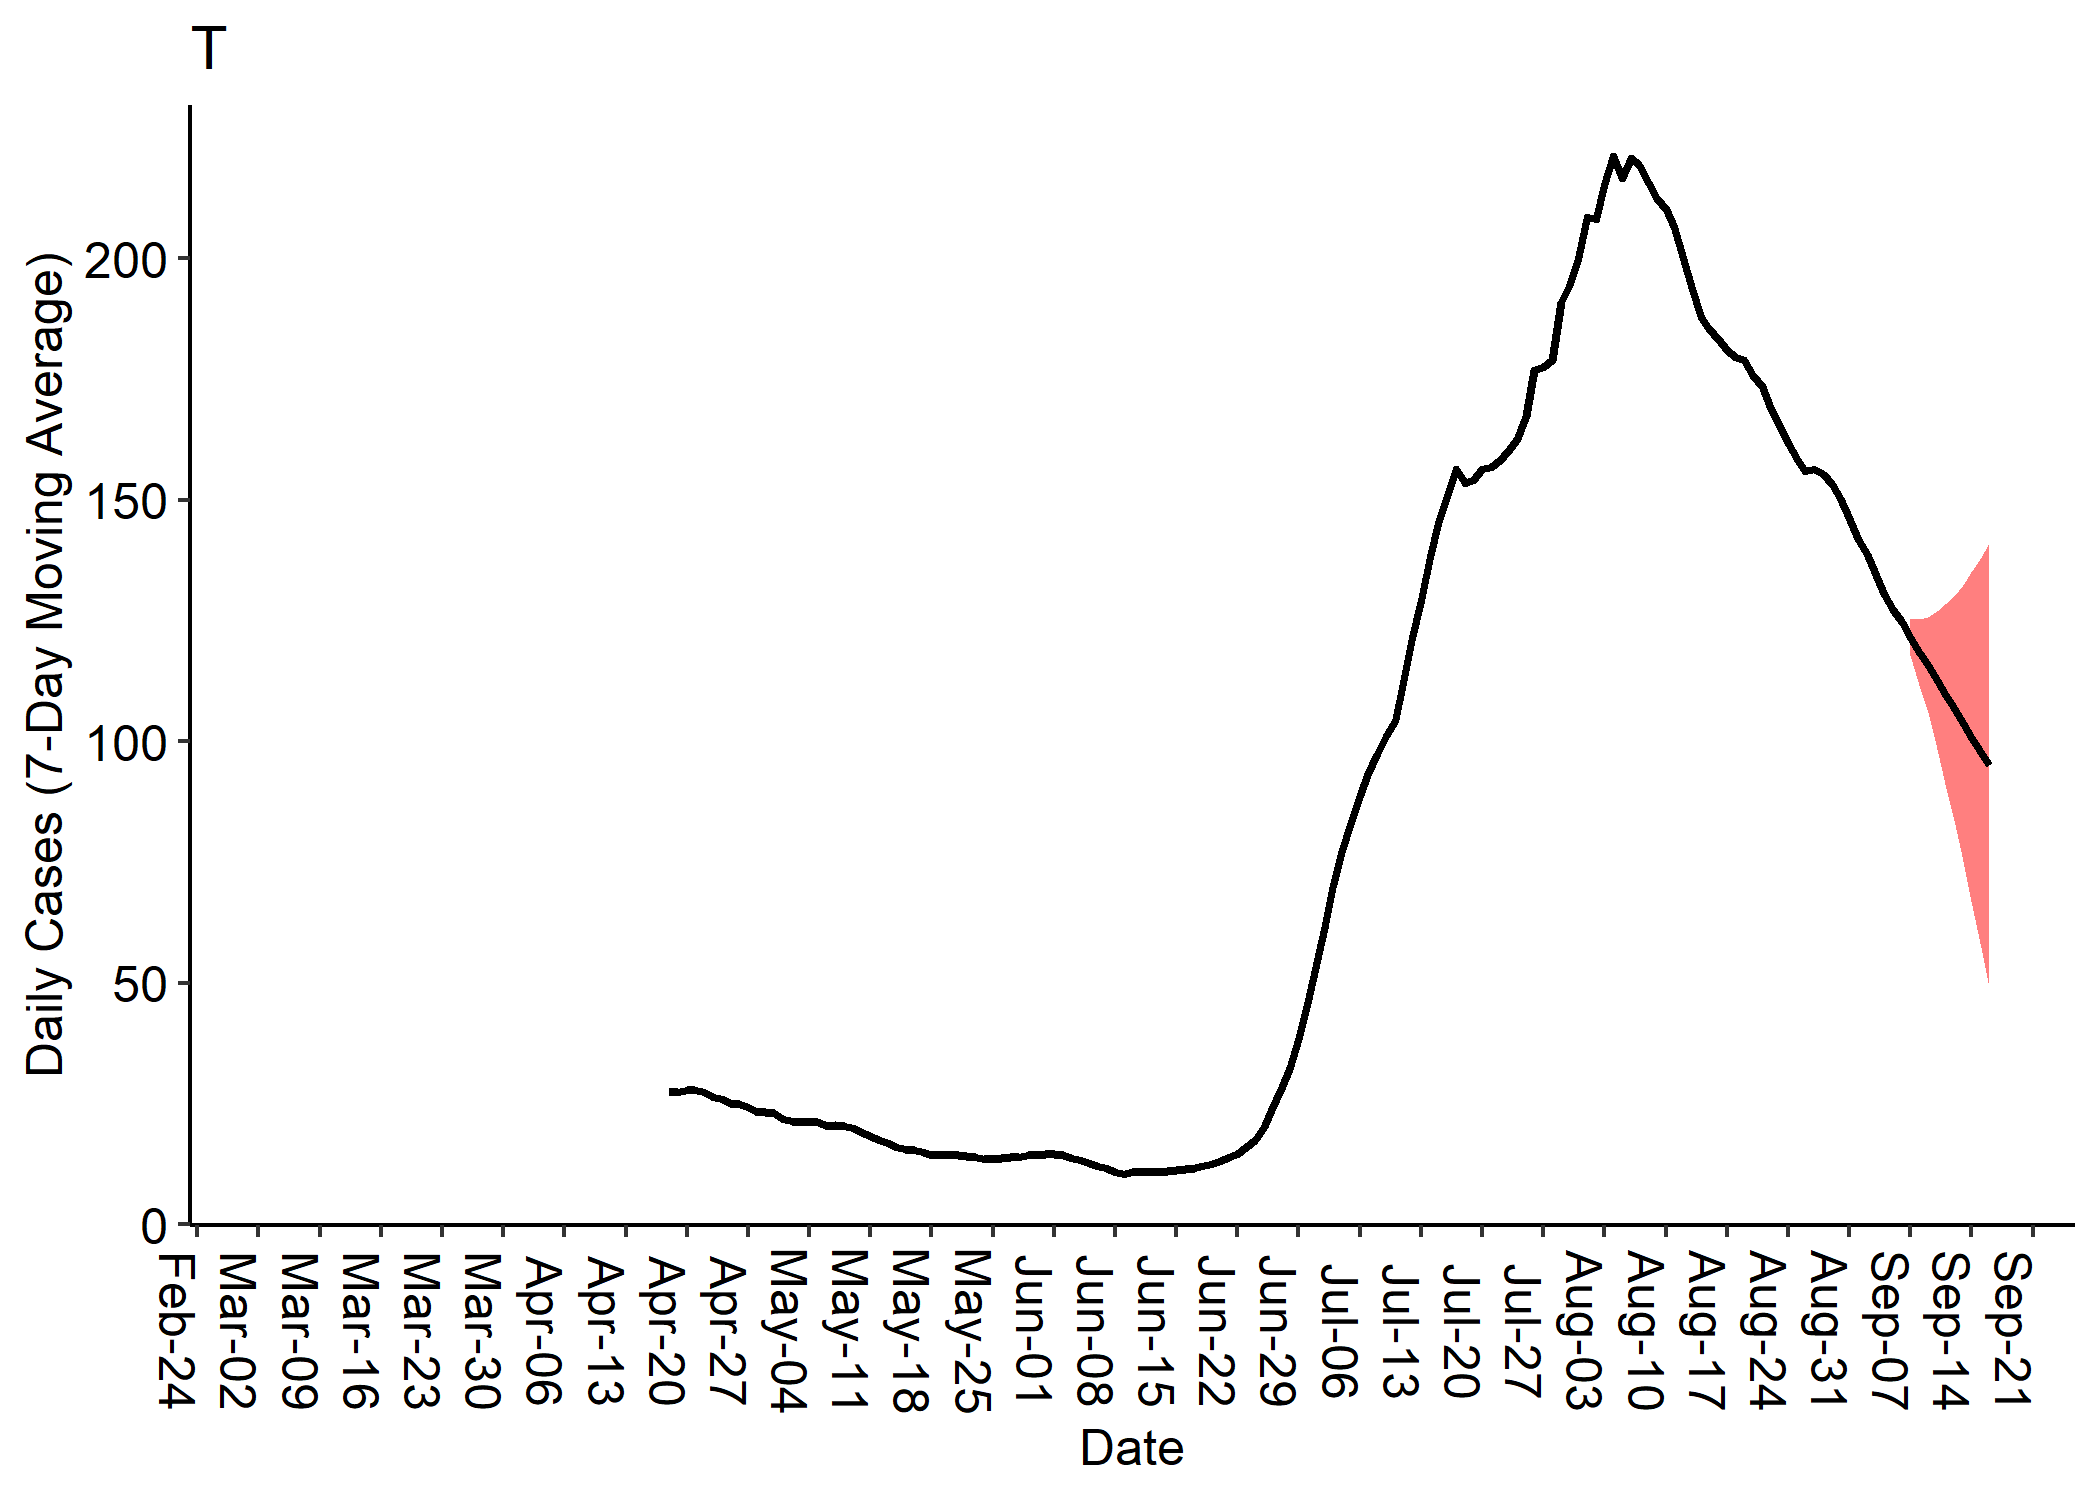 T
Daily Cases (7-Day Moving Average)
200
150
100
50
0
Feb-24
Mar-02
Mar-09
Mar-16
Mar-23
Mar-30
Apr-06
Apr-13
Apr-20
Apr-27
May-04
May-11
May-18
May-25
Jun-01
Jun-08
Jun-15
Jun-22
Jun-29
Jul-06
Jul-13
Jul-20
Jul-27
Aug-03
Aug-10
Aug-17
Aug-24
Aug-31
Sep-07
Sep-14
Sep-21
Date